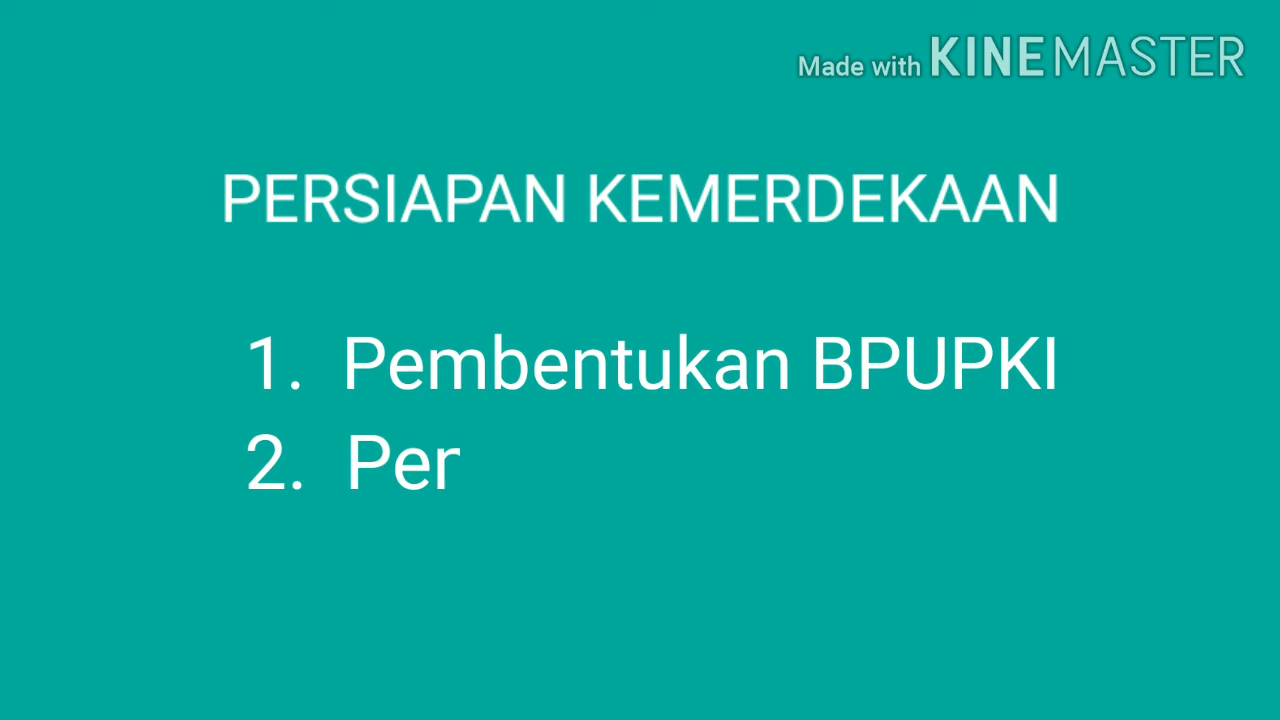 Made with KINEMASTER
PERSIAPAN KEMERDEKAAN
1. Pembentukan BPUPKI
2. Per